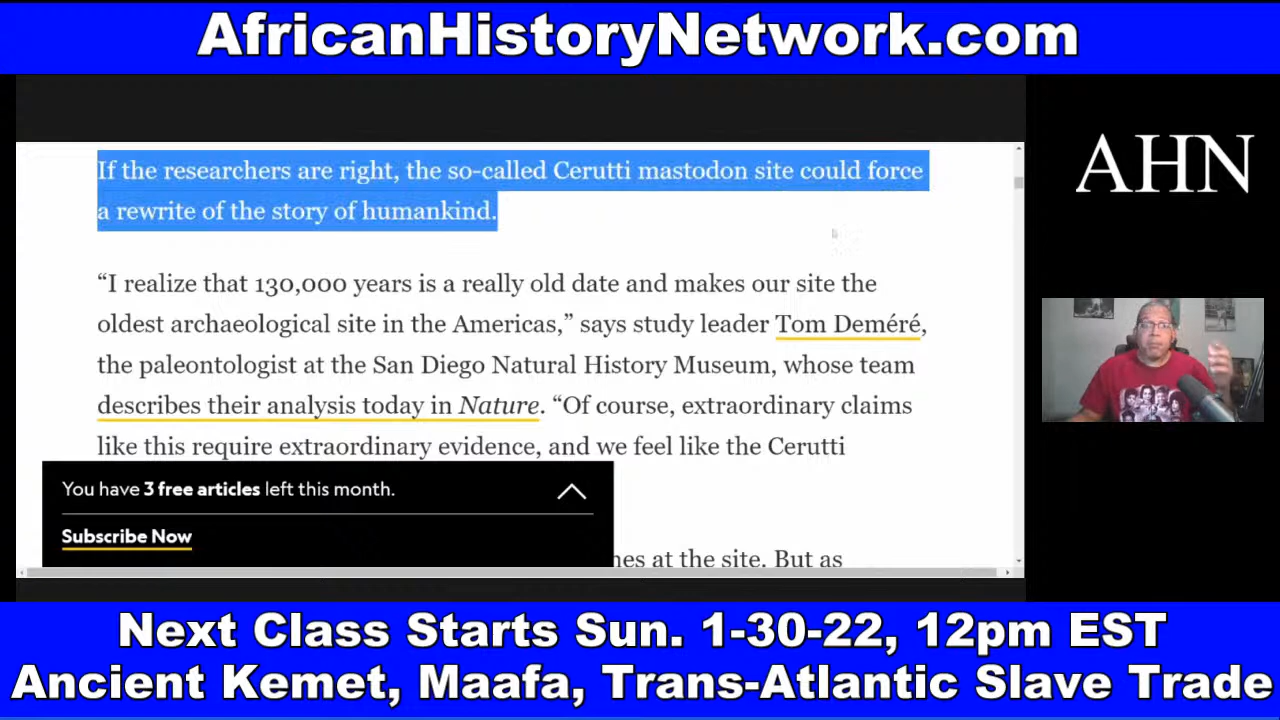 AfricanHistoryNetwork.com
If the researchers are right, the so-called Cerutti mastodon site could force
a rewrite of the story of humankind.
“I realize that 130,000 years is a really old date and makes our site the
oldest archaeological site in the Americas,” says study leader Tom Deméré,
the paleontologist at the San Diego Natural History Museum, whose team
describes their analysis today in Nature. “Of course, extraordinary claims
like this require extraordinary evidence, and we feel like the Cerutti
You have 3 free articles left this month.
Subscribe Now
at the site. But as
AHN
Next Class Starts Sun. 1-30-22, 12pm EST
Ancient Kemet, Maafa, Trans-Atlantic Slave Trade